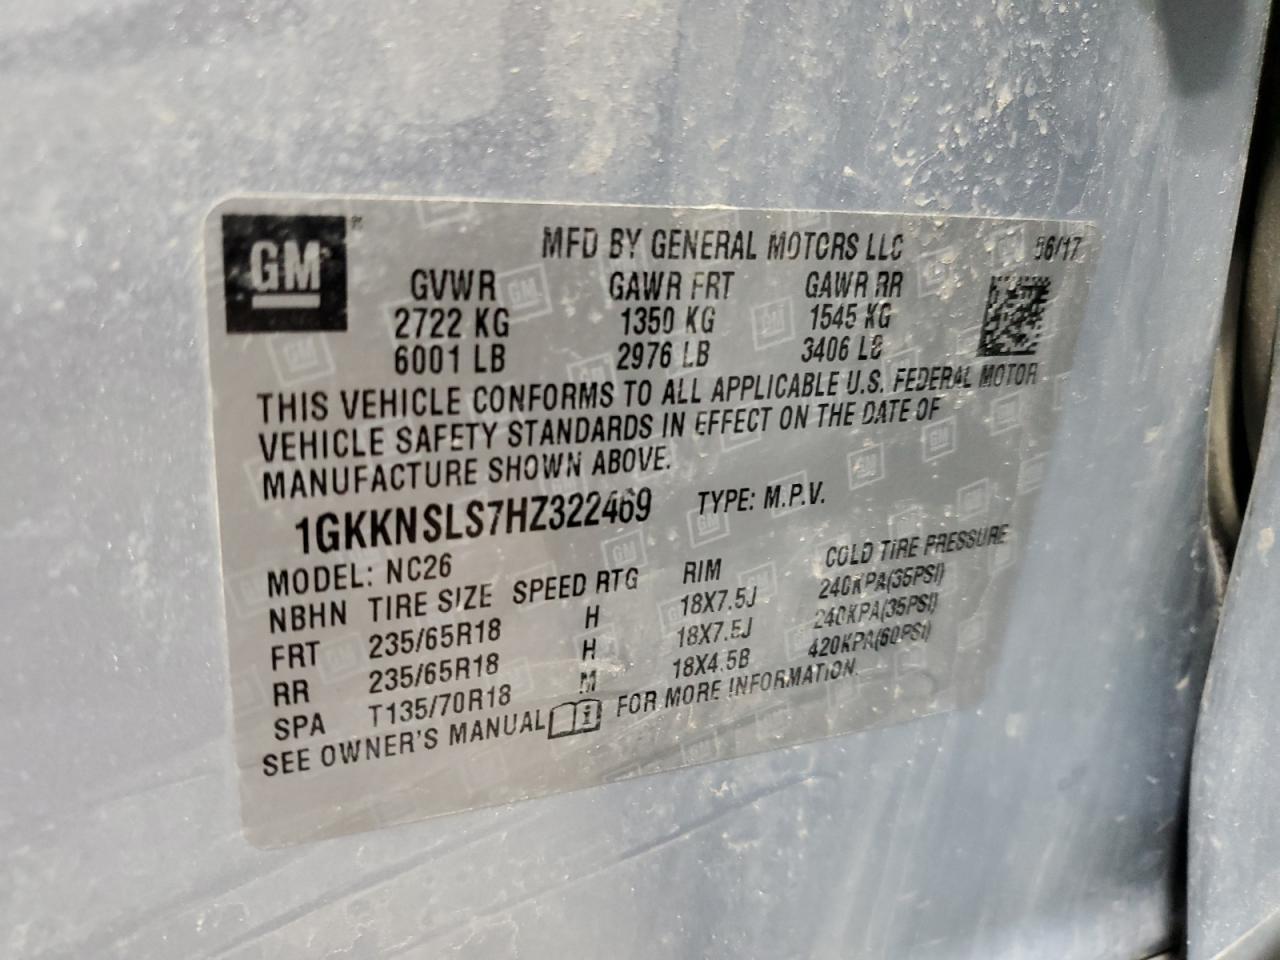 GM
MFD BY GENERAL MOTORS LLC 06/17
GVWR GAWR FRT GAWR RR
2722 KG 1350 KG 1545 KG
6001 LB 2976 LB 3406 LB
THIS VEHICLE CONFORMS TO ALL APPLICABLE U.S. FEDERAL MOTOR
VEHICLE SAFETY STANDARDS IN EFFECT ON THE DATE OF
MANUFACTURE SHOWN ABOVE.
1GKKNSLS7HZ322469 TYPE: M.P.V.
MODEL: NC26
NBHN TIRE SIZE SPEED RTG RIM COLD TIRE PRESSURE
FRT 235/65R18 H 18X7.5J 240KPA(35PSI)
RR 235/65R18 H 18X7.5J 240KPA(35PSI)
SPA T135/70R18 M 18X4.5B 420KPA(60PSI)
SEE OWNER'S MANUAL FOR MORE INFORMATION.